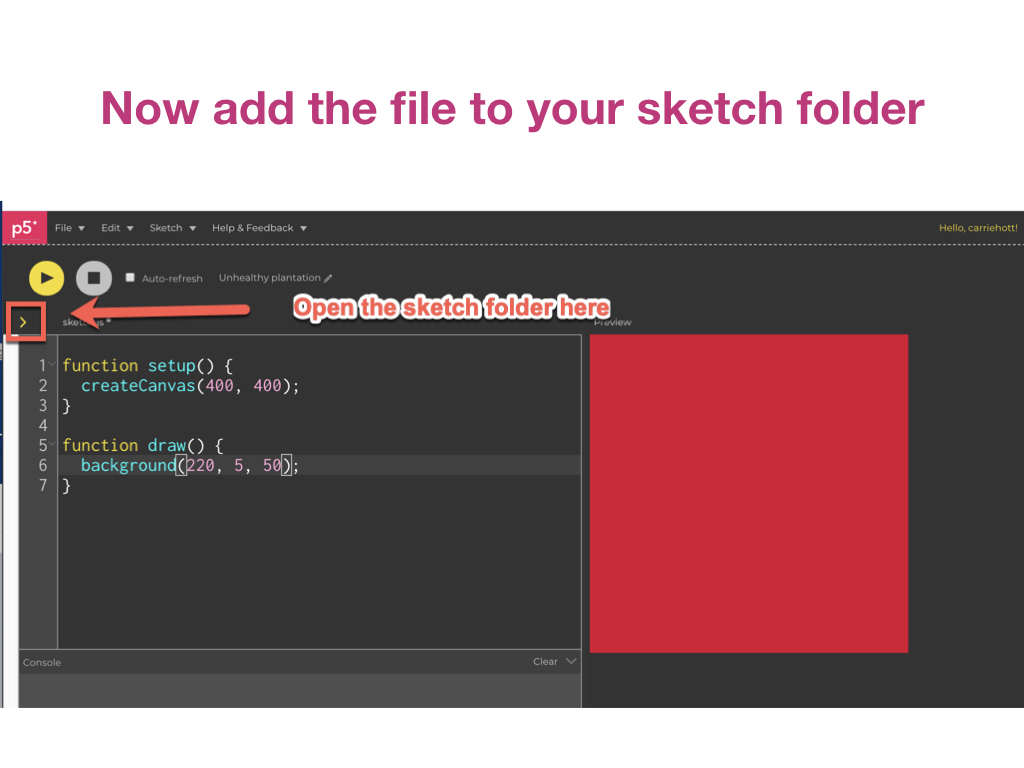 Now add the file to your sketch folder
p5*
File Edit Sketch Help & Feedback
Hello, carriehott!
Auto-refresh Unhealthy plantation
Open the sketch folder here
Preview
1 function setup() {
2 createCanvas(400, 400);
3 }
4
5 function draw() {
6 background(220, 5, 50);
7 }
Console
Clear